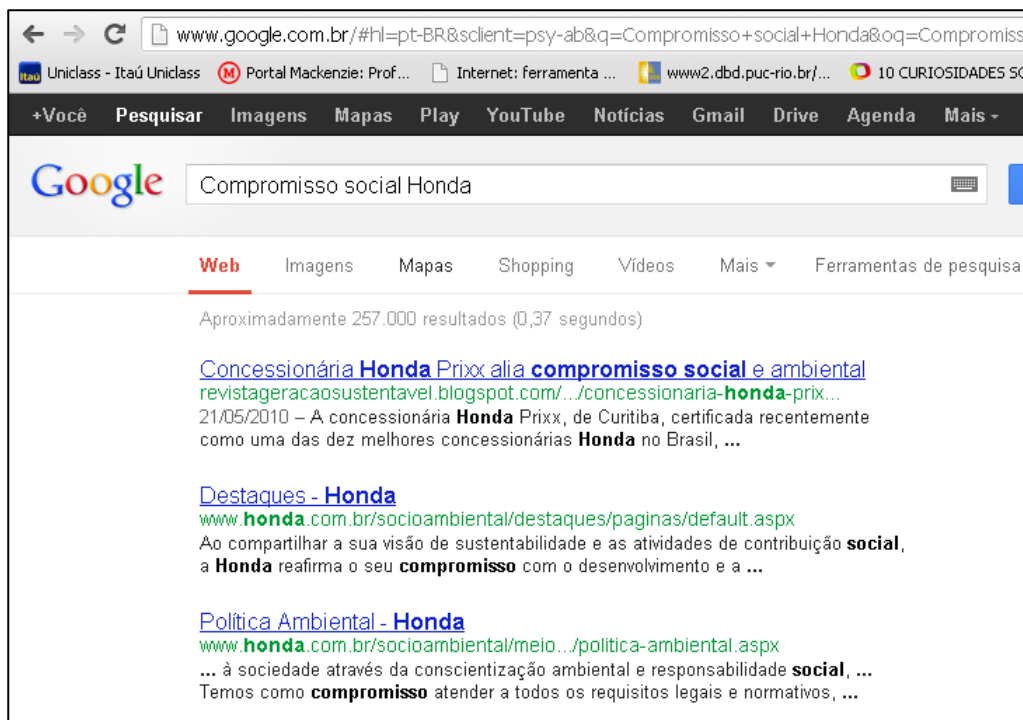 www.google.com.br/#hl=pt-BR&sclient=psy-ab&q=Compromisso+social+Honda&oq=Compromiss
Itaú Uniclass - Itaú Uniclass M Portal Mackenzie: Prof... Internet: ferramenta ... www2.dbd.puc-rio.br/... 10 CURIOSIDADES SO
+Você Pesquisar Imagens Mapas Play YouTube Notícias Gmail Drive Agenda Mais
Google Compromisso social Honda
Web Imagens Mapas Shopping Vídeos Mais Ferramentas de pesquisa
Aproximadamente 257.000 resultados (0,37 segundos)
Concessionária Honda Prixx alia compromisso social e ambiental
revistageracaosustentavel.blogspot.com/.../concessionaria-honda-prix...
21/05/2010 – A concessionária Honda Prixx, de Curitiba, certificada recentemente
como uma das dez melhores concessionárias Honda no Brasil, ...
Destaques - Honda
www.honda.com.br/socioambiental/destaques/paginas/default.aspx
Ao compartilhar a sua visão de sustentabilidade e as atividades de contribuição social,
a Honda reafirma o seu compromisso com o desenvolvimento e a ...
Política Ambiental - Honda
www.honda.com.br/socioambiental/meio.../politica-ambiental.aspx
... à sociedade através da conscientização ambiental e responsabilidade social, ...
Temos como compromisso atender a todos os requisitos legais e normativos, ...